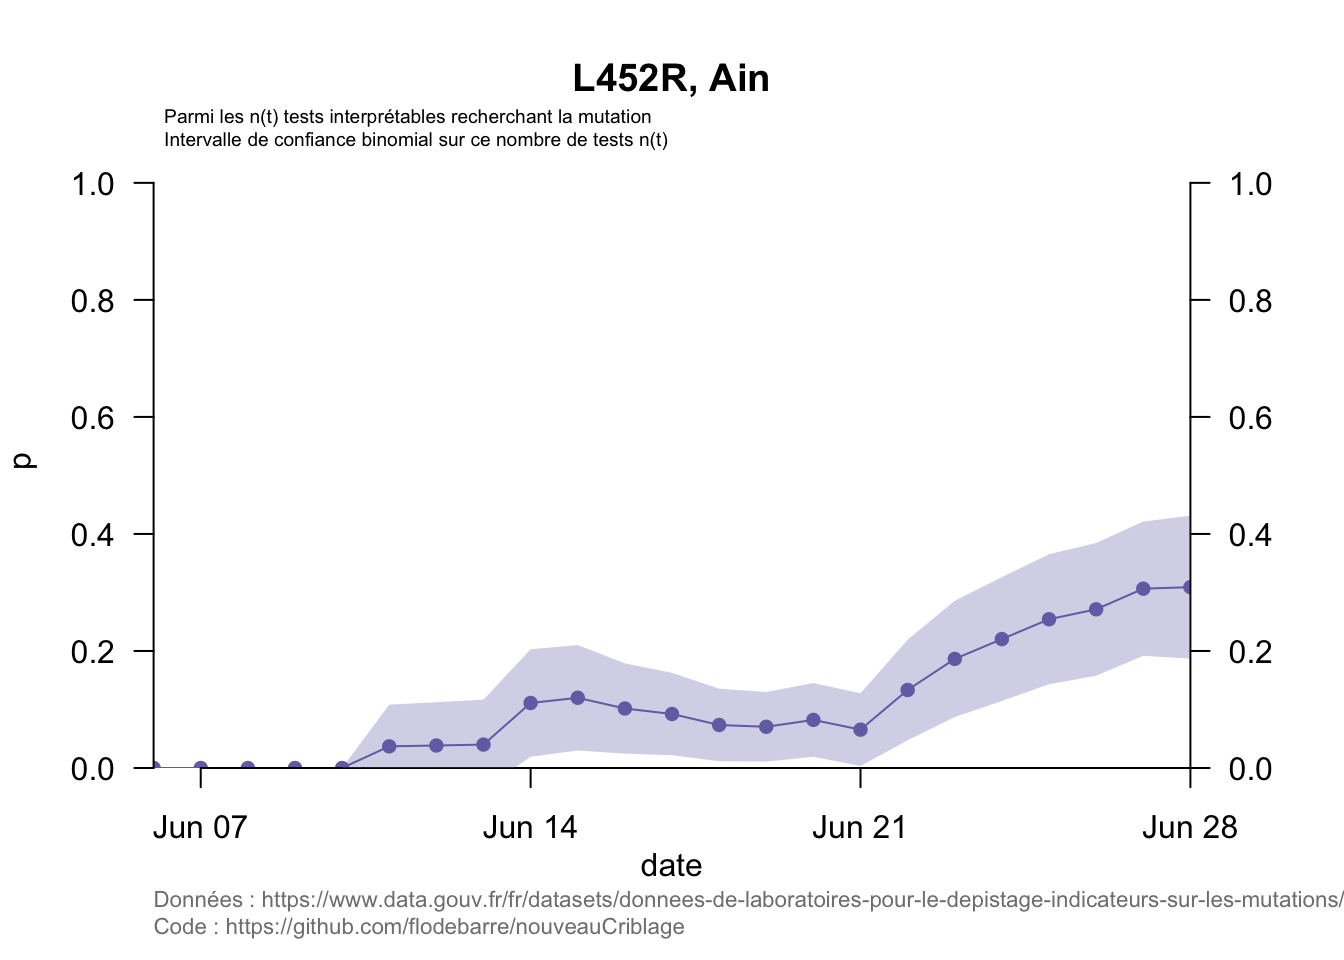 L452R, Ain
Parmi les n(t) tests interprétables recherchant la mutation
Intervalle de confiance binomial sur ce nombre de tests n(t)
1.0 1.0
0.8 0.8
0.6 0.6
p
0.4 0.4
0.2 0.2
0.0 0.0
Jun 07 Jun 14 Jun 21 Jun 28
date
Données : https://www.data.gouv.fr/fr/datasets/donnees-de-laboratoires-pour-le-depistage-indicateurs-sur-les-mutations/
Code : https://github.com/flodebarre/nouveauCriblage